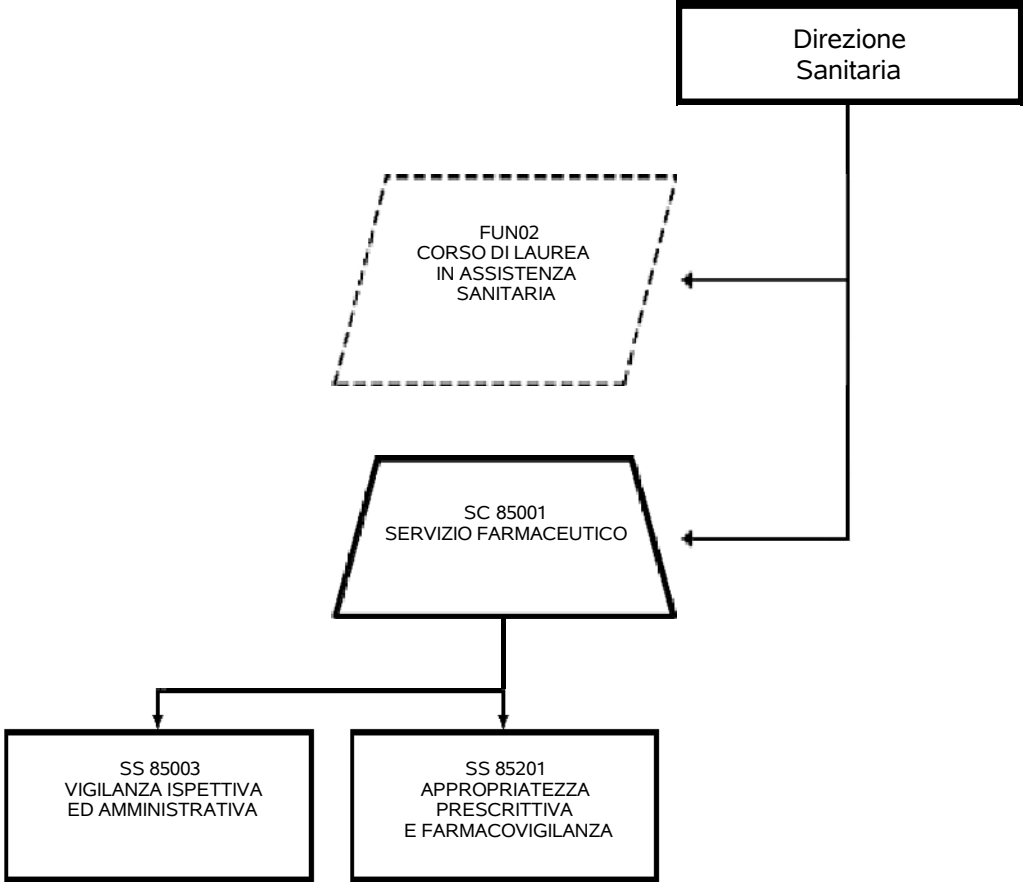 Direzione
Sanitaria
FUN02
CORSO DI LAUREA
IN ASSISTENZA
SANITARIA
SC 85001
SERVIZIO FARMACEUTICO
SS 85003
VIGILANZA ISPETTIVA
ED AMMINISTRATIVA
SS 85201
APPROPRIATEZZA
PRESCRITTIVA
E FARMACOVIGILANZA